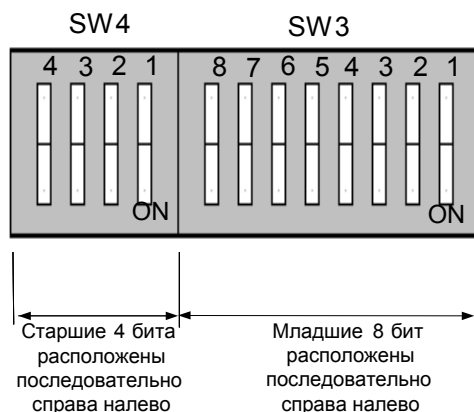 SW4 SW3
4 3 2 1 8 7 6 5 4 3 2 1
ON ON
Старшие 4 бита
расположены
последовательно
справа налево
Младшие 8 бит
расположены
последовательно
справа налево